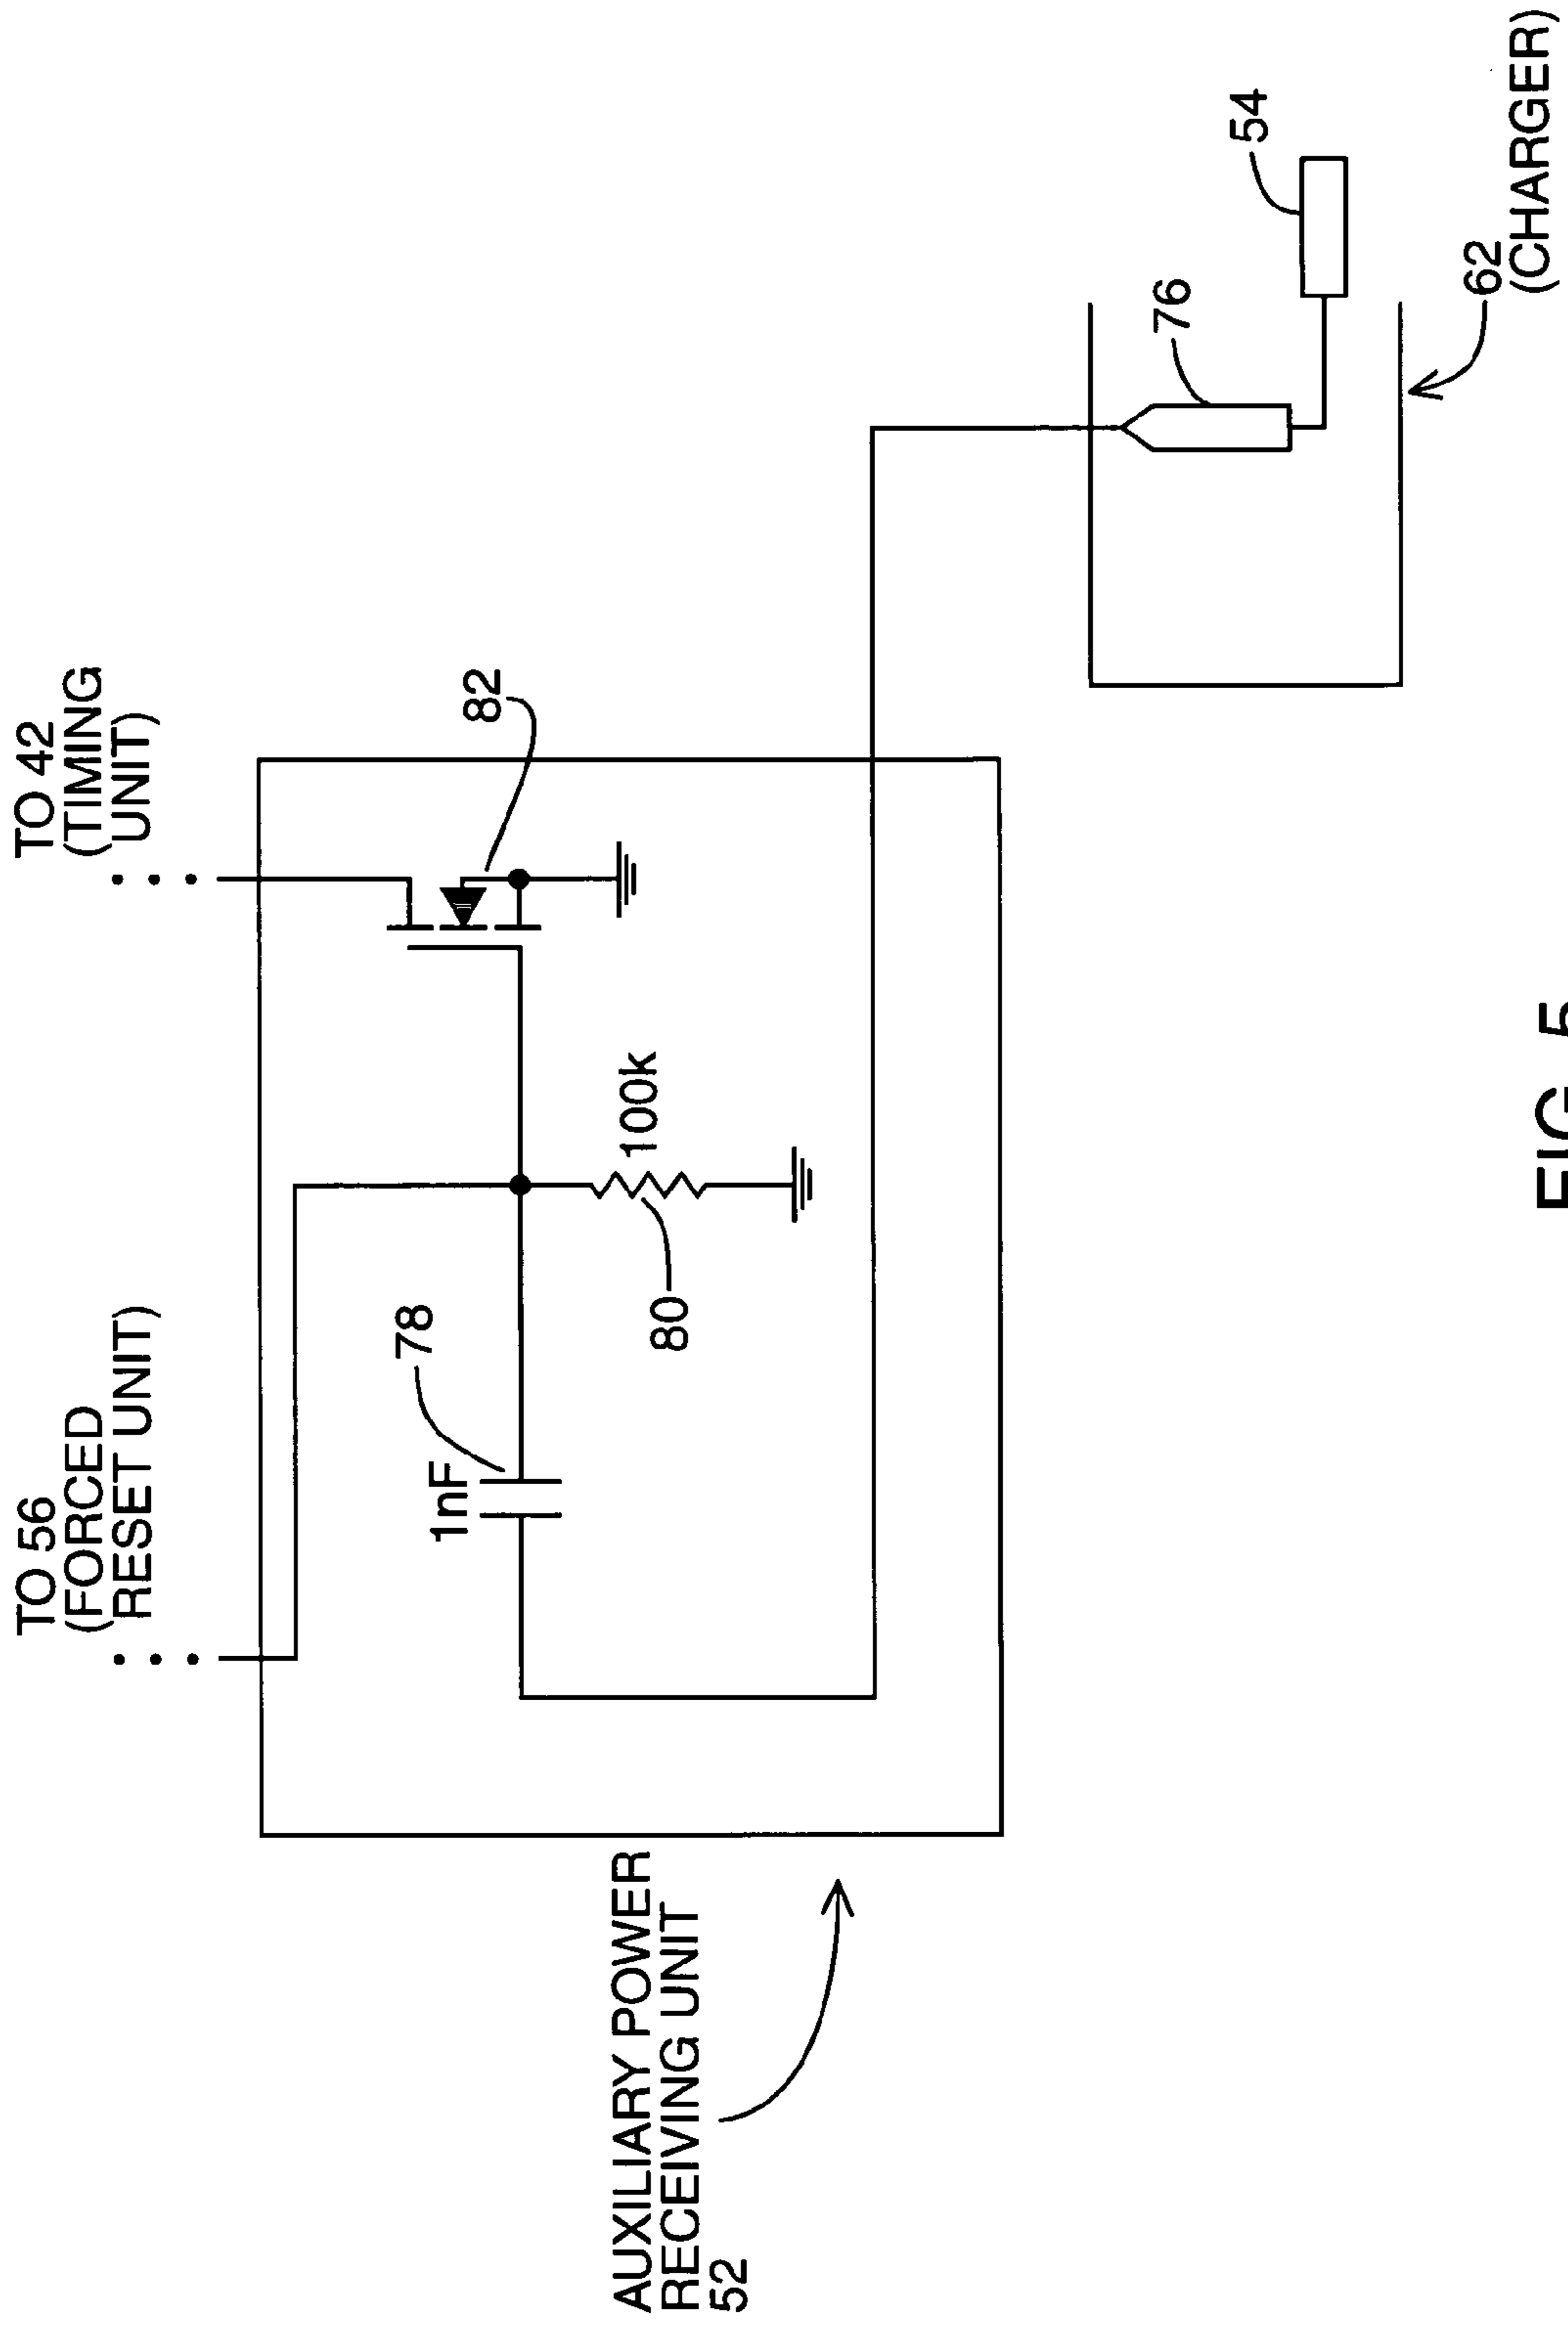 TO 56
(FORCED
RESET UNIT)
TO 42
(TIMING
UNIT)
1nF
78
82
80
100k
AUXILIARY POWER
RECEIVING UNIT
52
76
54
62
(CHARGER)
FIG. 5